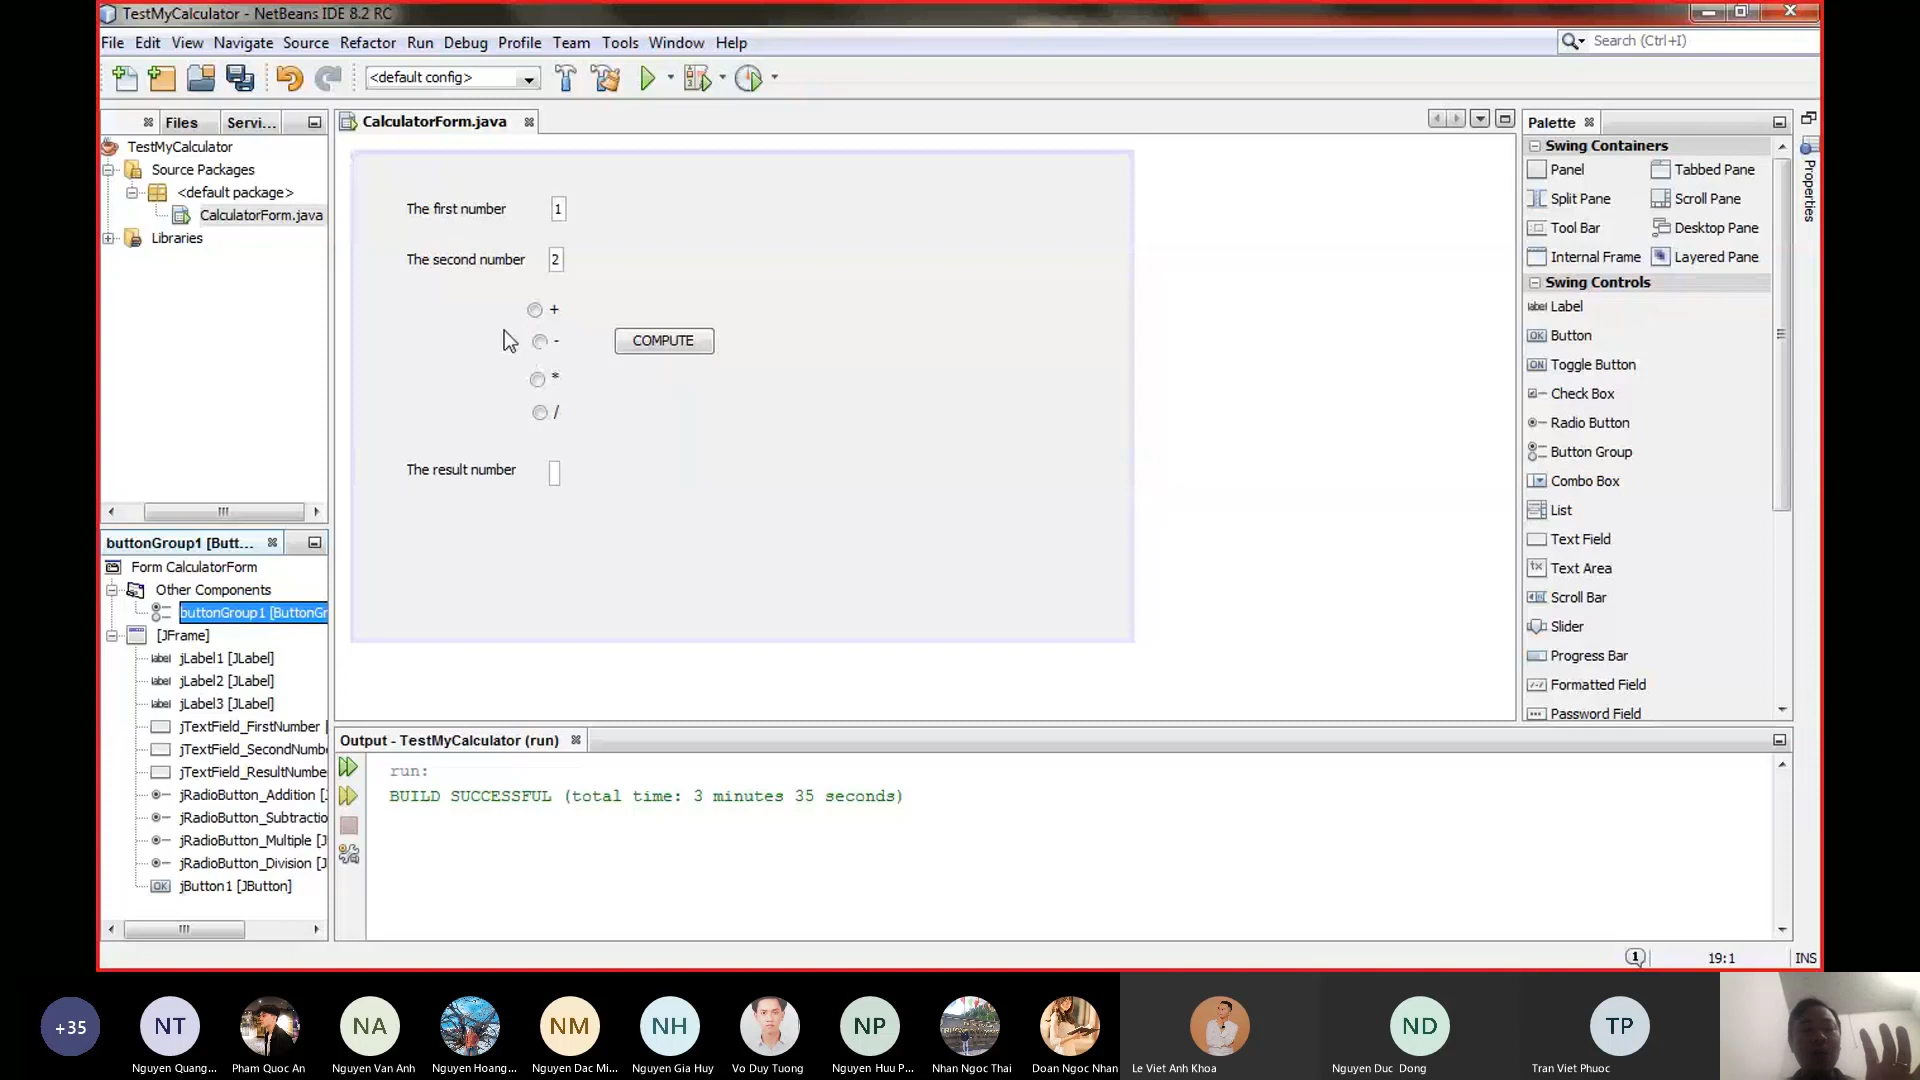 TestMyCalculator - NetBeans IDE 8.2 RC
File Edit View Navigate Source Refactor Run Debug Profile Team Tools Window Help
Search (Ctrl+I)
<default config>
Files Servi...
CalculatorForm.java
Palette
Properties
TestMyCalculator
Source Packages
<default package>
CalculatorForm.java
Libraries
The first number 1
The second number 2
+
-
*
/
COMPUTE
The result number
Swing Containers
Panel Tabbed Pane
Split Pane Scroll Pane
Tool Bar Desktop Pane
Internal Frame Layered Pane
Swing Controls
label Label
OK Button
ON Toggle Button
Check Box
Radio Button
Button Group
Combo Box
List
Text Field
Text Area
Scroll Bar
Slider
Progress Bar
Formatted Field
Password Field
buttonGroup1 [Butt...
Form CalculatorForm
Other Components
buttonGroup1 [ButtonGr
[JFrame]
label jLabel1 [JLabel]
label jLabel2 [JLabel]
label jLabel3 [JLabel]
jTextField_FirstNumber [
jTextField_SecondNumbe
jTextField_ResultNumbe
jRadioButton_Addition [J
jRadioButton_Subtractio
jRadioButton_Multiple [J
jRadioButton_Division [J
OK jButton1 [JButton]
Output - TestMyCalculator (run)
run:
BUILD SUCCESSFUL (total time: 3 minutes 35 seconds)
1
19:1
INS
+35
NT
NA
NM
NH
NP
ND
TP
Nguyen Quang...
Pham Quoc An
Nguyen Van Anh
Nguyen Hoang...
Nguyen Dac Mi...
Nguyen Gia Huy
Vo Duy Tuong
Nguyen Huu P...
Nhan Ngoc Thai
Doan Ngoc Nhan
Le Viet Anh Khoa
Nguyen Duc Dong
Tran Viet Phuoc